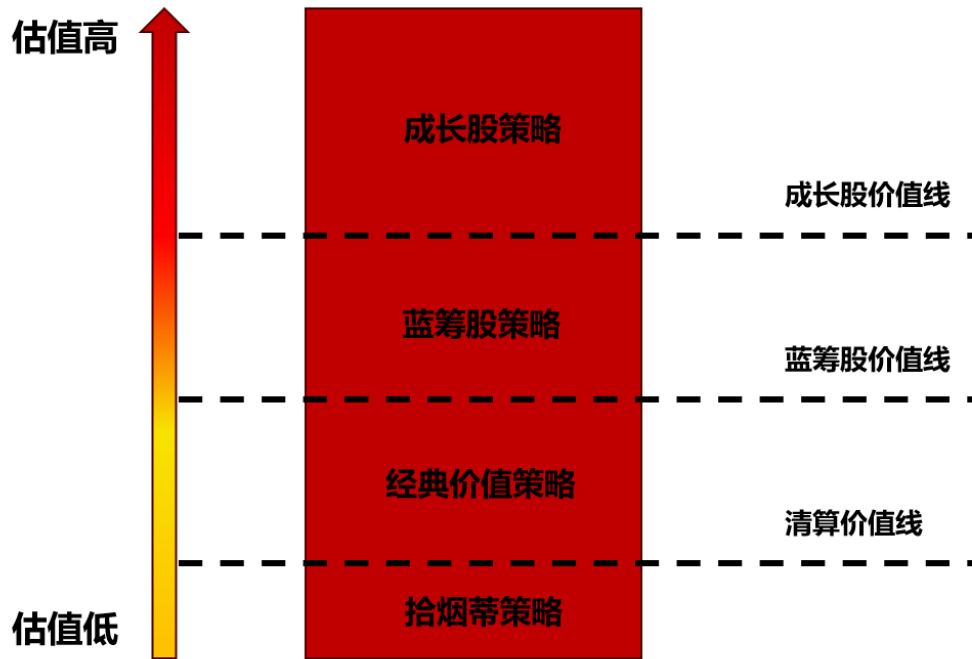 估值高
成长股策略
成长股价值线
蓝筹股策略
蓝筹股价值线
经典价值策略
清算价值线
拾烟蒂策略
估值低